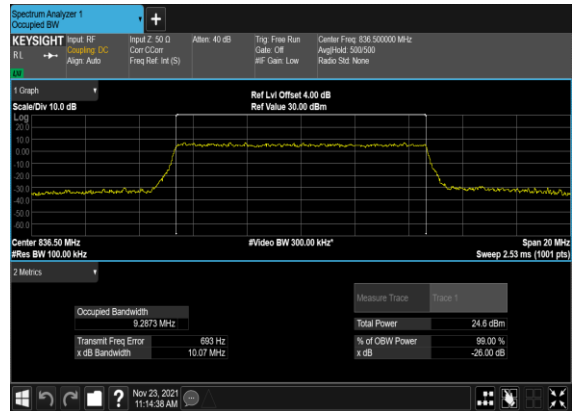 Spectrum Analyzer 1
Occupied BW
+
KEYSIGHT Input: RF Input Z: 50 Ω Atten: 40 dB Trig: Free Run Center Freq: 836.500000 MHz
RL Coupling: DC Corr CCorr Gate: Off Avg|Hold: 500/500
Align: Auto Freq Ref: Int (S) #IF Gain: Low Radio Std: None
1 Graph
Ref Lvl Offset 4.00 dB
Scale/Div 10.0 dB Ref Value 30.00 dBm
Log
20.0
10.0
0.00
-10.0
-20.0
-30.0
-40.0
-50.0
-60.0
Center 836.50 MHz #Video BW 300.00 kHz* Span 20 MHz
#Res BW 100.00 kHz Sweep 2.53 ms (1001 pts)
2 Metrics
Measure Trace Trace 1
Occupied Bandwidth
9.2873 MHz Total Power 24.6 dBm
Transmit Freq Error 693 Hz % of OBW Power 99.00 %
x dB Bandwidth 10.07 MHz x dB -26.00 dB
? Nov 23, 2021
11:14:38 AM